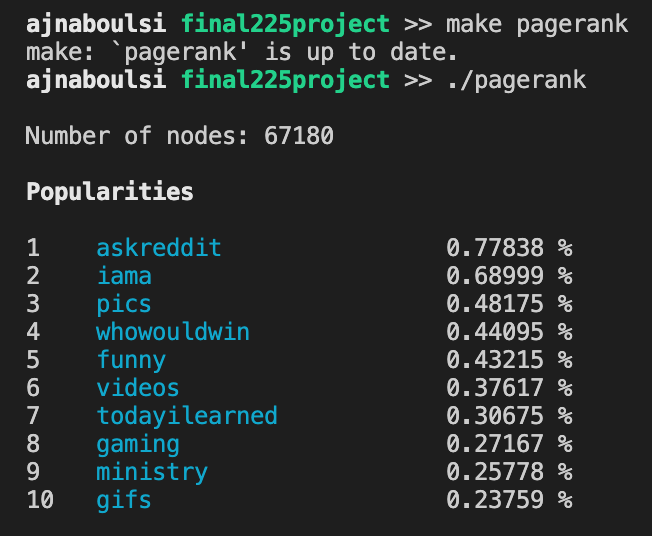 ajnaboulsi final225project >> make pagerank
make: `pagerank' is up to date.
ajnaboulsi final225project >> ./pagerank
Number of nodes: 67180
Popularities
1 askreddit 0.77838 %
2 iama 0.68999 %
3 pics 0.48175 %
4 whowouldwin 0.44095 %
5 funny 0.43215 %
6 videos 0.37617 %
7 todayilearned 0.30675 %
8 gaming 0.27167 %
9 ministry 0.25778 %
10 gifs 0.23759 %